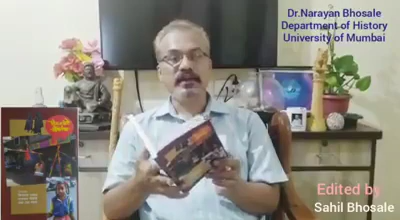 Dr.Narayan Bhosale
Department of History
University of Mumbai
Edited by
Sahil Bhosale